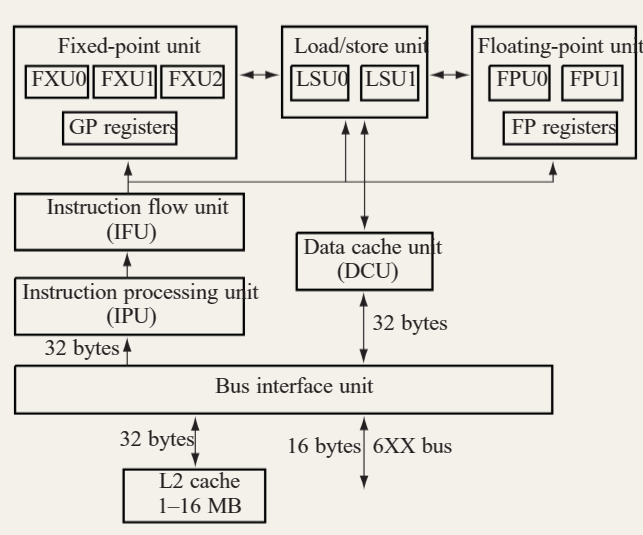 Fixed-point unit
FXU0 FXU1 FXU2
GP registers
Load/store unit
LSU0 LSU1
Floating-point unit
FPU0 FPU1
FP registers
Instruction flow unit
(IFU)
Data cache unit
(DCU)
Instruction processing unit
(IPU)
32 bytes
32 bytes
Bus interface unit
32 bytes
16 bytes 6XX bus
L2 cache
1–16 MB